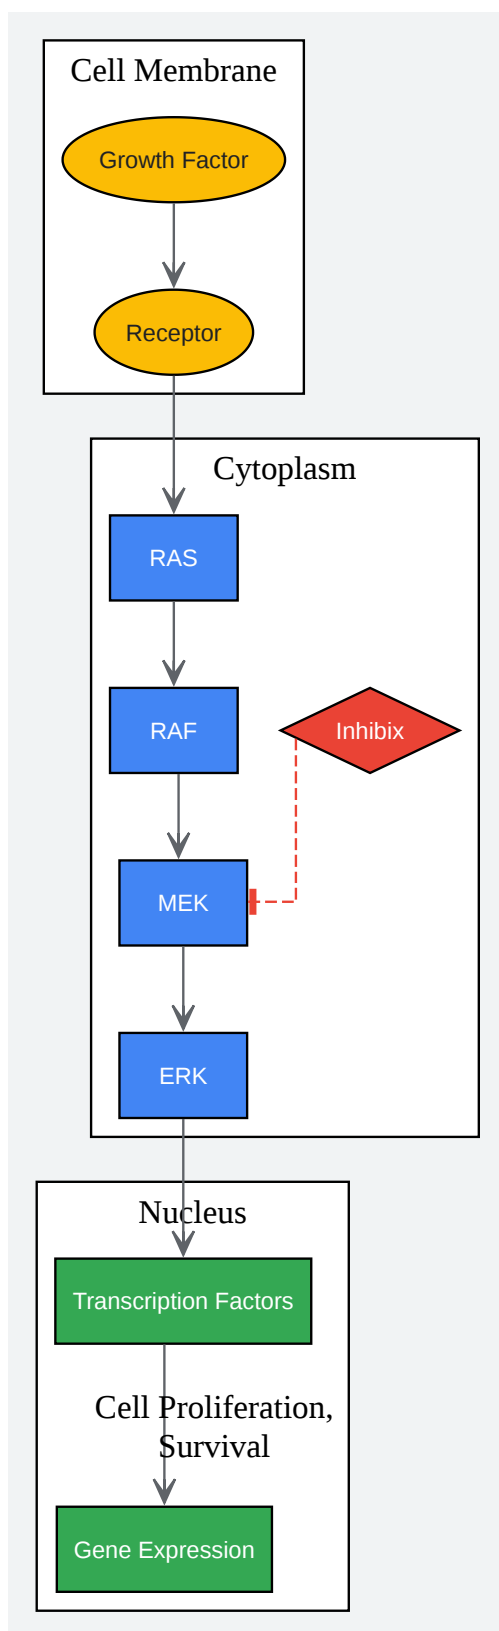 Cell Membrane
Growth Factor
Receptor
Cytoplasm
RAS
RAF
Inhibix
MEK
ERK
Nucleus
Transcription Factors
Cell Proliferation,
Survival
Gene Expression